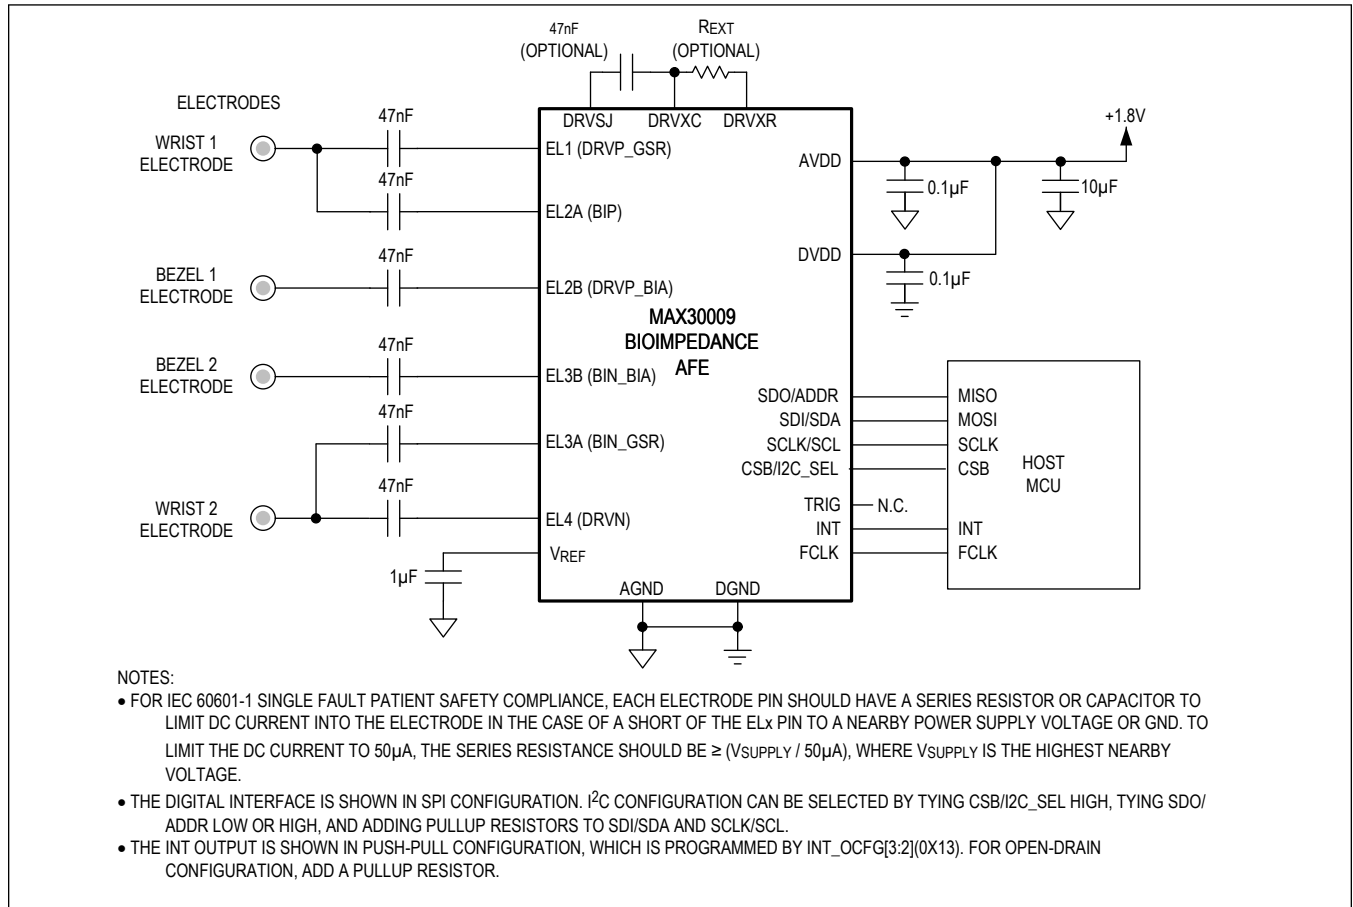 47nF
(OPTIONAL)
REXT
(OPTIONAL)
ELECTRODES
DRVSJ
DRVXC
DRVXR
+1.8V
WRIST 1
ELECTRODE
47nF
EL1 (DRVP_GSR)
AVDD
0.1µF
10µF
47nF
EL2A (BIP)
DVDD
0.1µF
BEZEL 1
ELECTRODE
47nF
EL2B (DRVP_BIA)
MAX30009
BIOIMPEDANCE
AFE
BEZEL 2
ELECTRODE
47nF
EL3B (BIN_BIA)
47nF
EL3A (BIN_GSR)
WRIST 2
ELECTRODE
47nF
EL4 (DRVN)
VREF
1µF
SDO/ADDR
SDI/SDA
SCLK/SCL
CSB/I2C_SEL
TRIG
N.C.
INT
FCLK
MISO
MOSI
SCLK
CSB
INT
FCLK
HOST
MCU
AGND
DGND
NOTES:
• FOR IEC 60601-1 SINGLE FAULT PATIENT SAFETY COMPLIANCE, EACH ELECTRODE PIN SHOULD HAVE A SERIES RESISTOR OR CAPACITOR TO
LIMIT DC CURRENT INTO THE ELECTRODE IN THE CASE OF A SHORT OF THE ELx PIN TO A NEARBY POWER SUPPLY VOLTAGE OR GND. TO
LIMIT THE DC CURRENT TO 50µA, THE SERIES RESISTANCE SHOULD BE ≥ (VSUPPLY / 50µA), WHERE VSUPPLY IS THE HIGHEST NEARBY
VOLTAGE.
• THE DIGITAL INTERFACE IS SHOWN IN SPI CONFIGURATION. I²C CONFIGURATION CAN BE SELECTED BY TYING CSB/I2C_SEL HIGH, TYING SDO/
ADDR LOW OR HIGH, AND ADDING PULLUP RESISTORS TO SDI/SDA AND SCLK/SCL.
• THE INT OUTPUT IS SHOWN IN PUSH-PULL CONFIGURATION, WHICH IS PROGRAMMED BY INT_OCFG[3:2](0X13). FOR OPEN-DRAIN
CONFIGURATION, ADD A PULLUP RESISTOR.